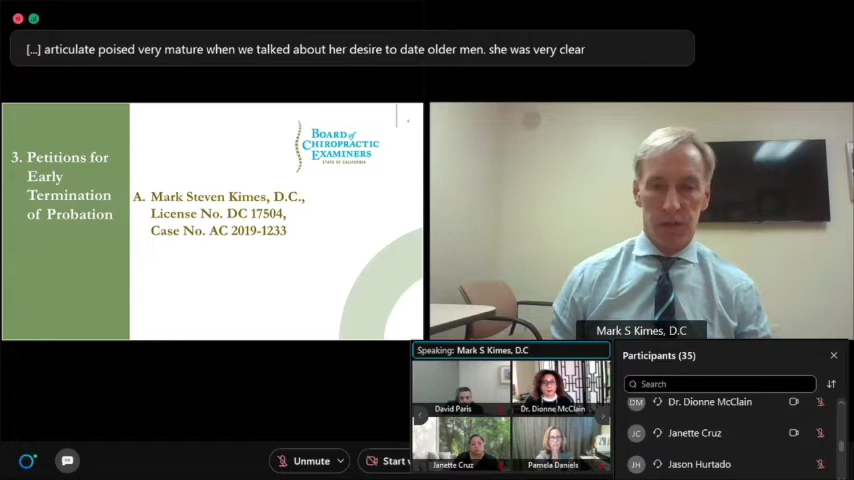 [...] articulate poised very mature when we talked about her desire to date older men. she was very clear
3. Petitions for
Early
Termination
of Probation
BOARD of
CHIROPRACTIC
EXAMINERS
STATE OF CALIFORNIA
A. Mark Steven Kimes, D.C.,
License No. DC 17504,
Case No. AC 2019-1233
Mark S Kimes, D.C
Speaking: Mark S Kimes, D.C
David Paris
Dr. Dionne McClain
Janette Cruz
Pamela Daniels
Participants (35)
Search
DM Dr. Dionne McClain
JC Janette Cruz
JH Jason Hurtado
Unmute
Start v